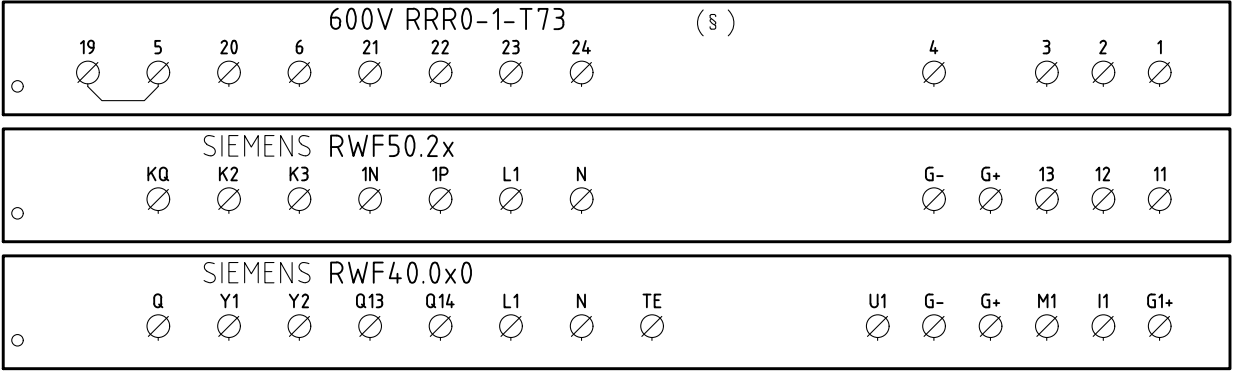 600V RRR0-1-T73 (§)
19 5 20 6 21 22 23 24 4 3 2 1
SIEMENS RWF50.2x
KQ K2 K3 1N 1P L1 N G- G+ 13 12 11
SIEMENS RWF40.0x0
Q Y1 Y2 Q13 Q14 L1 N TE U1 G- G+ M1 I1 G1+